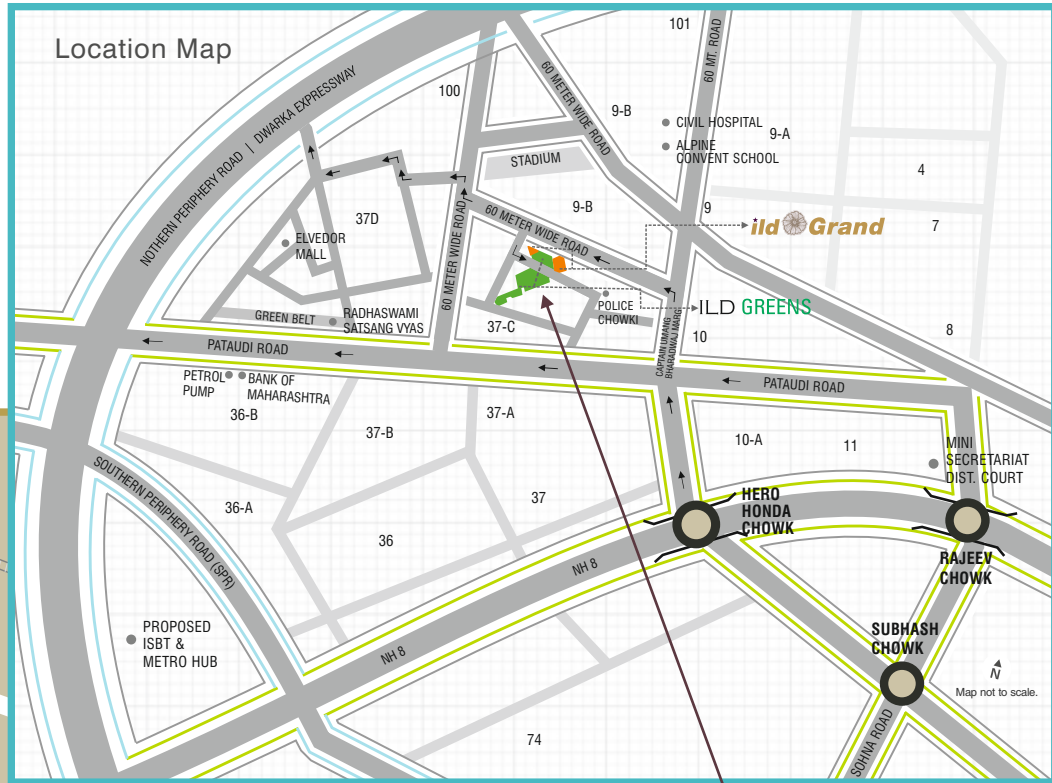 Location Map
101
60 MT. ROAD
NOTHERN PERIPHERY ROAD | DWARKA EXPRESSWAY
100
60 METER WIDE ROAD
9-B
CIVIL HOSPITAL
9-A
ALPINE
CONVENT SCHOOL
STADIUM
4
37D
60 METER WIDE ROAD
9-B
60 METER WIDE ROAD
9
ild Grand
7
ELVEDOR
MALL
POLICE
CHOWKI
ILD GREENS
GREEN BELT
RADHASWAMI
SATSANG VYAS
37-C
CAPTAIN UMANG
BHARADWAJ MARG
10
8
PATAUDI ROAD
PATAUDI ROAD
PETROL
PUMP
BANK OF
MAHARASHTRA
36-B
37-B
37-A
10-A
11
MINI
SECRETARIAT
DIST. COURT
SOUTHERN PERIPHERY ROAD (SPR)
36-A
36
37
HERO
HONDA
CHOWK
RAJEEV
CHOWK
NH 8
PROPOSED
ISBT &
METRO HUB
NH 8
SUBHASH
CHOWK
N
Map not to scale.
74
SOHNA ROAD